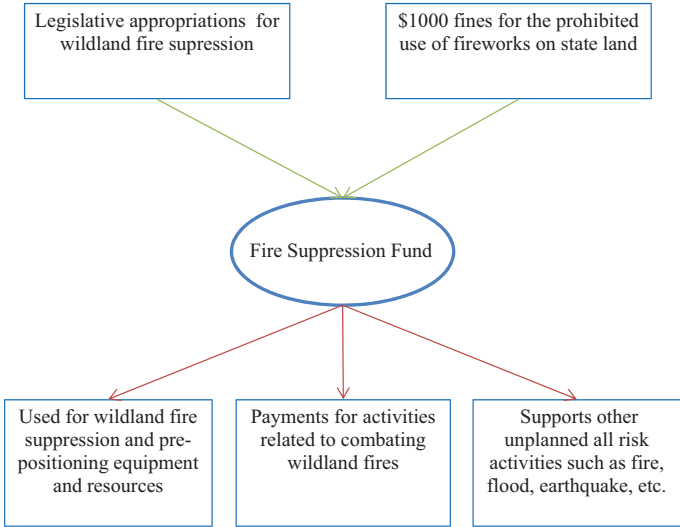 Legislative appropriations for
wildland fire supression
$1000 fines for the prohibited
use of fireworks on state land
Fire Suppression Fund
Used for wildland fire
suppression and pre-
positioning equipment
and resources
Payments for activities
related to combating
wildland fires
Supports other
unplanned all risk
activities such as fire,
flood, earthquake, etc.